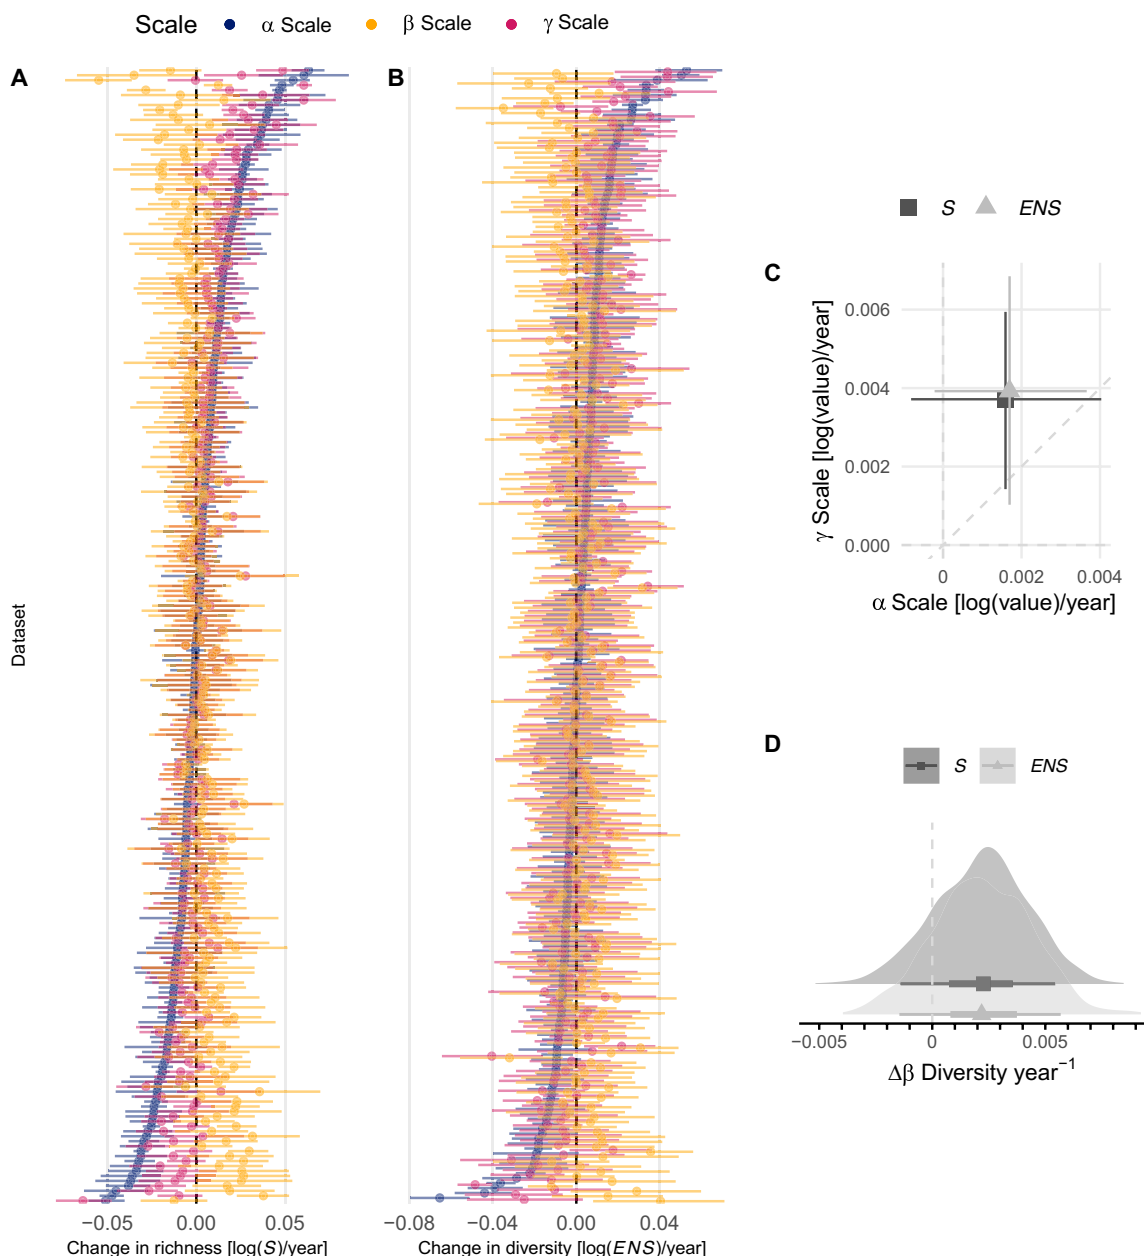 Scale α Scale β Scale γ Scale
A
B
Dataset
−0.05 0.00 0.05
Change in richness [log(S)/year]
−0.08 −0.04 0.00 0.04
Change in diversity [log(ENS)/year]
S ENS
C
γ Scale [log(value)/year]
0.006
0.004
0.002
0.000
0 0.002 0.004
α Scale [log(value)/year]
D
S ENS
−0.005 0 0.005
Δβ Diversity year⁻¹